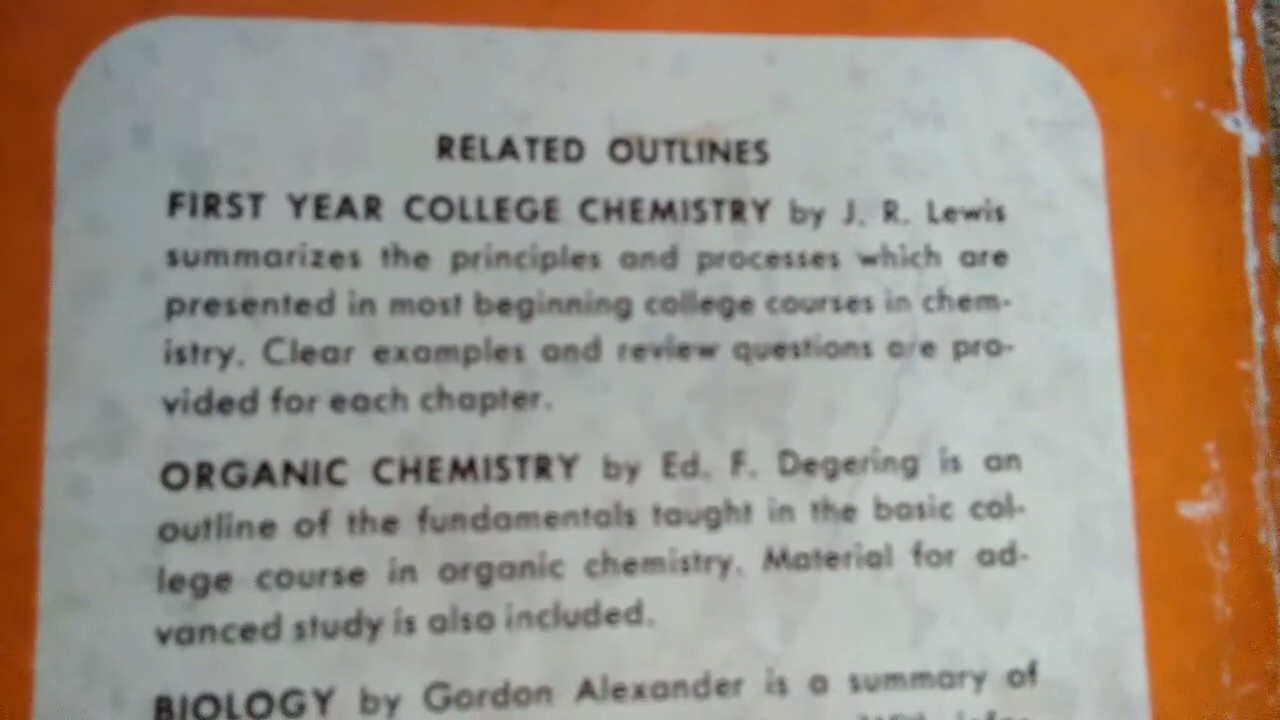 RELATED OUTLINES
FIRST YEAR COLLEGE CHEMISTRY by J. R. Lewis
summarizes the principles and processes which are
presented in most beginning college courses in chem-
istry. Clear examples and review questions are pro-
vided for each chapter.
ORGANIC CHEMISTRY by Ed. F. Degering is an
outline of the fundamentals taught in the basic col-
lege course in organic chemistry. Material for ad-
vanced study is also included.
BIOLOGY by Gordon Alexander is a summary of